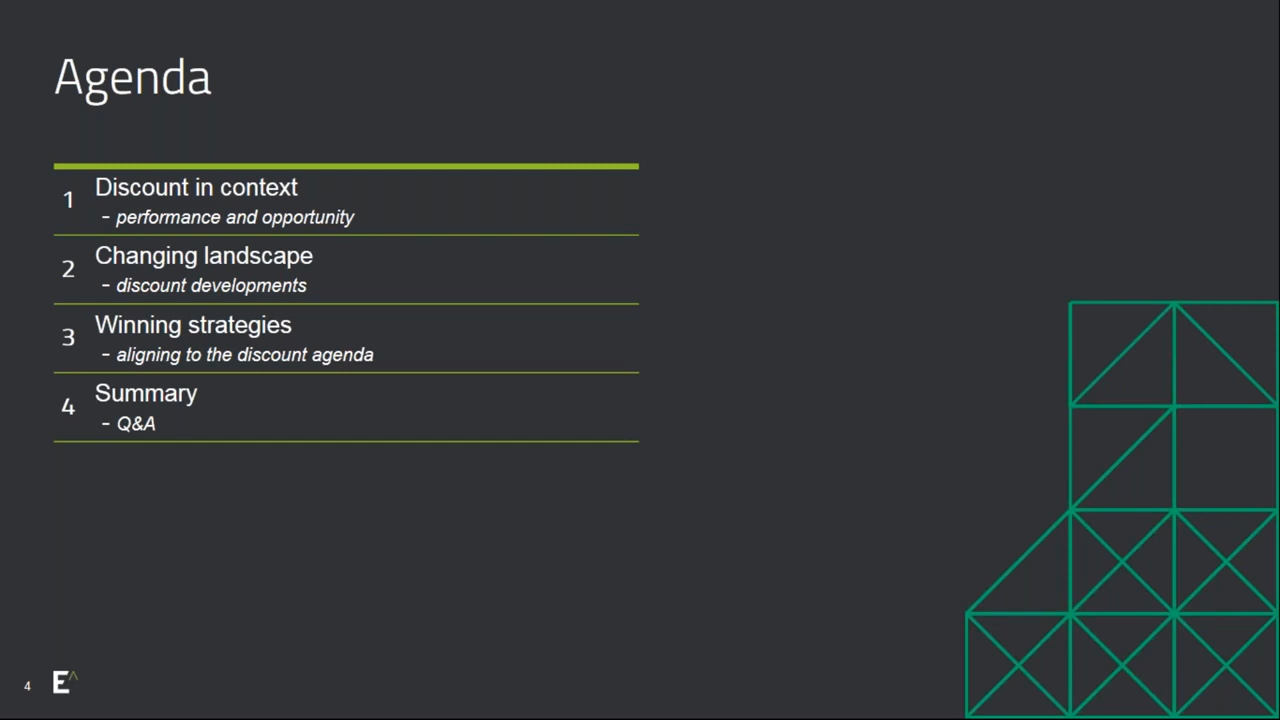 Agenda
1 Discount in context
- performance and opportunity
2 Changing landscape
- discount developments
3 Winning strategies
- aligning to the discount agenda
4 Summary
- Q&A
4 E^